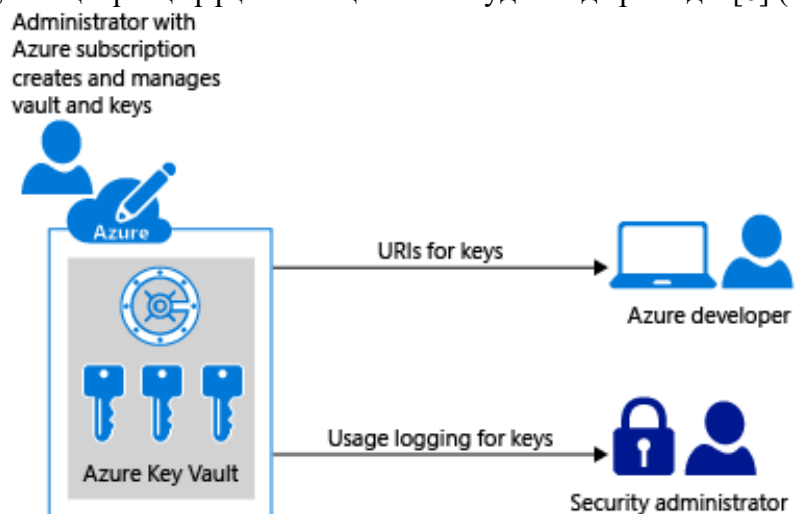 Administrator with
Azure subscription
creates and manages
vault and keys
Azure
URIs for keys
Azure developer
Usage logging for keys
Azure Key Vault
Security administrator